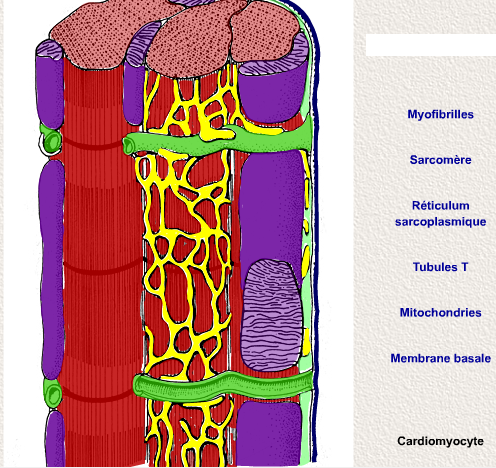 Myofibrilles
Sarcomère
Réticulum
sarcoplasmique
Tubules T
Mitochondries
Membrane basale
Cardiomyocyte